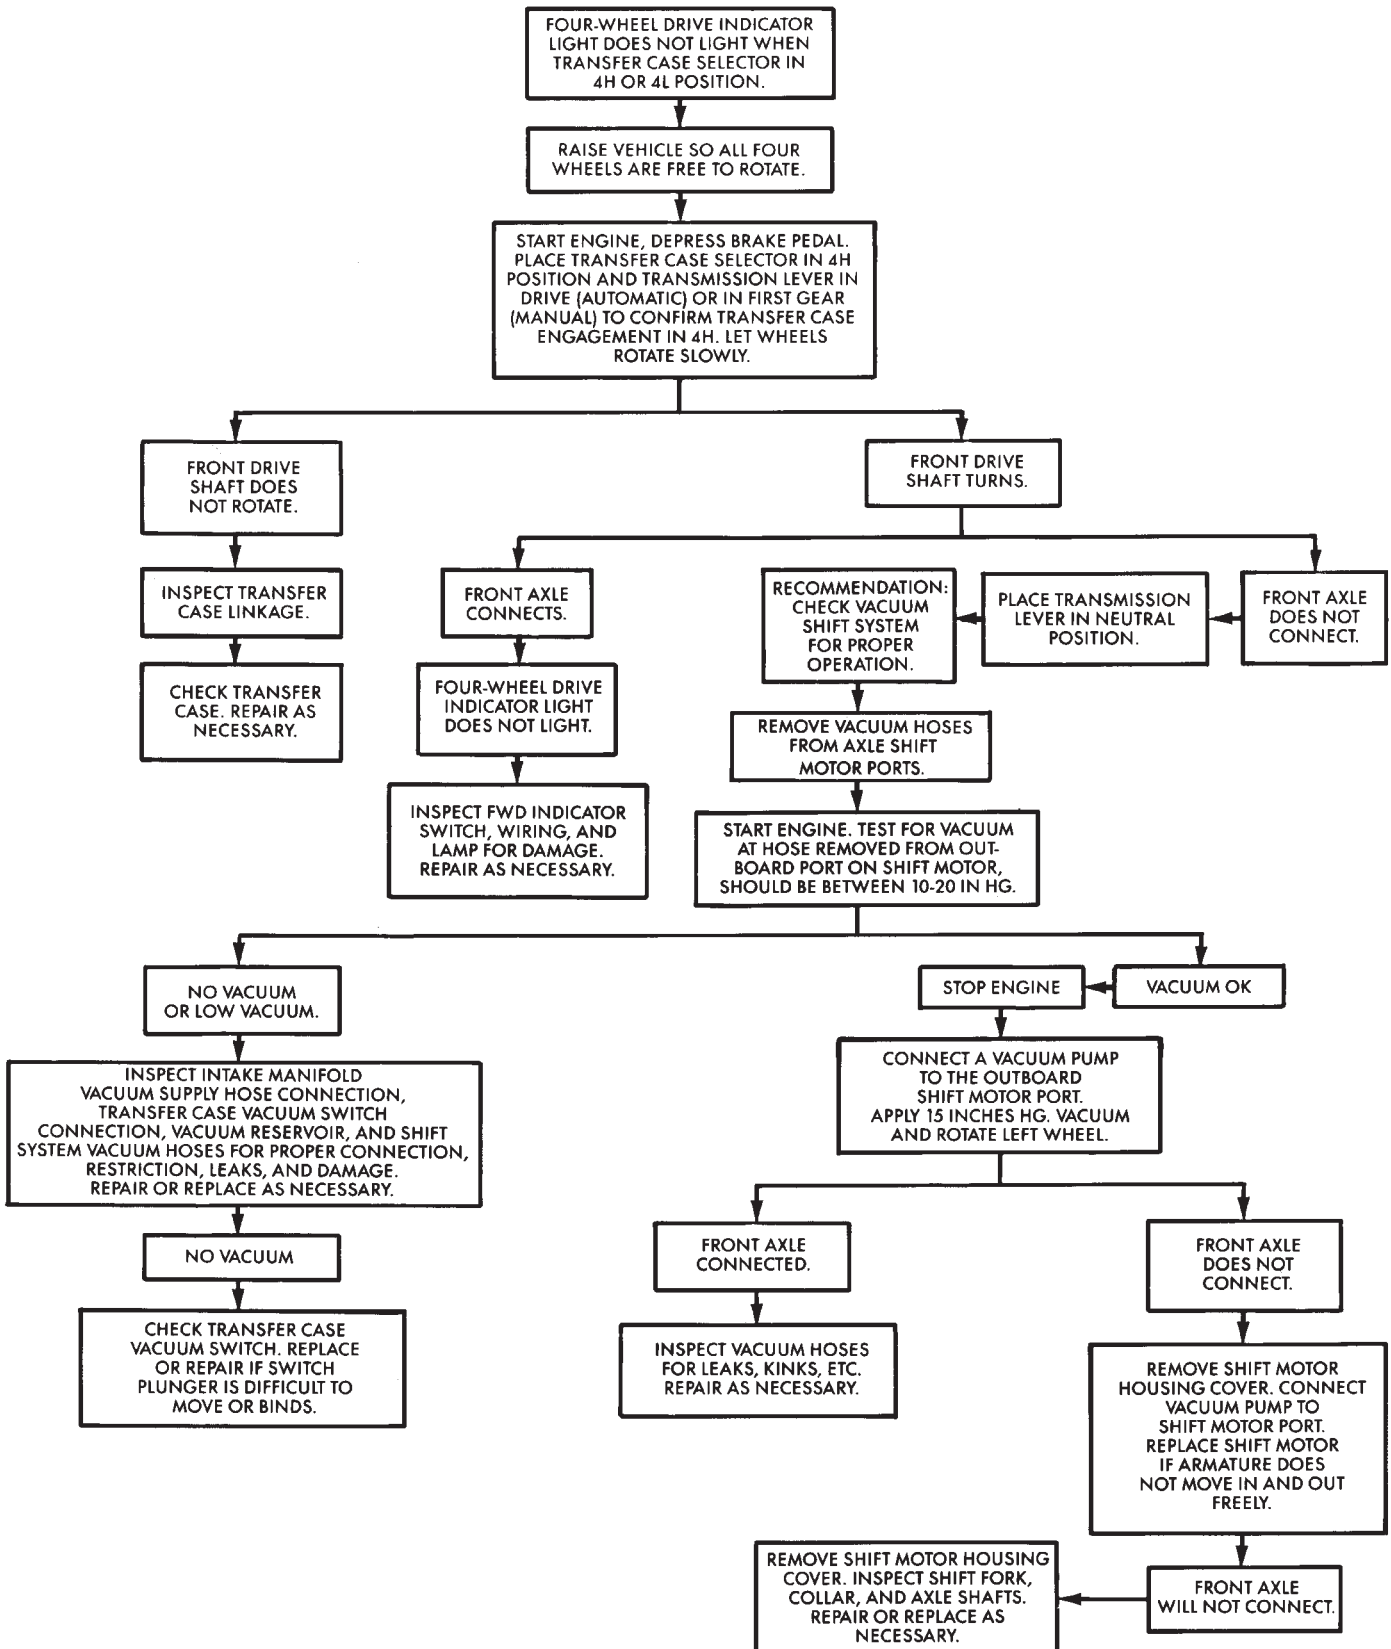 FOUR-WHEEL DRIVE INDICATOR
LIGHT DOES NOT LIGHT WHEN
TRANSFER CASE SELECTOR IN
4H OR 4L POSITION.
RAISE VEHICLE SO ALL FOUR
WHEELS ARE FREE TO ROTATE.
START ENGINE, DEPRESS BRAKE PEDAL.
PLACE TRANSFER CASE SELECTOR IN 4H
POSITION AND TRANSMISSION LEVER IN
DRIVE (AUTOMATIC) OR IN FIRST GEAR
(MANUAL) TO CONFIRM TRANSFER CASE
ENGAGEMENT IN 4H. LET WHEELS
ROTATE SLOWLY.
FRONT DRIVE
SHAFT DOES
NOT ROTATE.
INSPECT TRANSFER
CASE LINKAGE.
CHECK TRANSFER
CASE. REPAIR AS
NECESSARY.
FRONT DRIVE
SHAFT TURNS.
FRONT AXLE
CONNECTS.
FOUR-WHEEL DRIVE
INDICATOR LIGHT
DOES NOT LIGHT.
INSPECT FWD INDICATOR
SWITCH, WIRING, AND
LAMP FOR DAMAGE.
REPAIR AS NECESSARY.
FRONT AXLE
DOES NOT
CONNECT.
PLACE TRANSMISSION
LEVER IN NEUTRAL
POSITION.
RECOMMENDATION:
CHECK VACUUM
SHIFT SYSTEM
FOR PROPER
OPERATION.
REMOVE VACUUM HOSES
FROM AXLE SHIFT
MOTOR PORTS.
START ENGINE. TEST FOR VACUUM
AT HOSE REMOVED FROM OUT-
BOARD PORT ON SHIFT MOTOR,
SHOULD BE BETWEEN 10-20 IN HG.
NO VACUUM
OR LOW VACUUM.
INSPECT INTAKE MANIFOLD
VACUUM SUPPLY HOSE CONNECTION,
TRANSFER CASE VACUUM SWITCH
CONNECTION, VACUUM RESERVOIR, AND SHIFT
SYSTEM VACUUM HOSES FOR PROPER CONNECTION,
RESTRICTION, LEAKS, AND DAMAGE.
REPAIR OR REPLACE AS NECESSARY.
NO VACUUM
CHECK TRANSFER CASE
VACUUM SWITCH. REPLACE
OR REPAIR IF SWITCH
PLUNGER IS DIFFICULT TO
MOVE OR BINDS.
VACUUM OK
STOP ENGINE
CONNECT A VACUUM PUMP
TO THE OUTBOARD
SHIFT MOTOR PORT.
APPLY 15 INCHES HG. VACUUM
AND ROTATE LEFT WHEEL.
FRONT AXLE
CONNECTED.
INSPECT VACUUM HOSES
FOR LEAKS, KINKS, ETC.
REPAIR AS NECESSARY.
FRONT AXLE
DOES NOT
CONNECT.
REMOVE SHIFT MOTOR
HOUSING COVER. CONNECT
VACUUM PUMP TO
SHIFT MOTOR PORT.
REPLACE SHIFT MOTOR
IF ARMATURE DOES
NOT MOVE IN AND OUT
FREELY.
FRONT AXLE
WILL NOT CONNECT.
REMOVE SHIFT MOTOR HOUSING
COVER. INSPECT SHIFT FORK,
COLLAR, AND AXLE SHAFTS.
REPAIR OR REPLACE AS
NECESSARY.